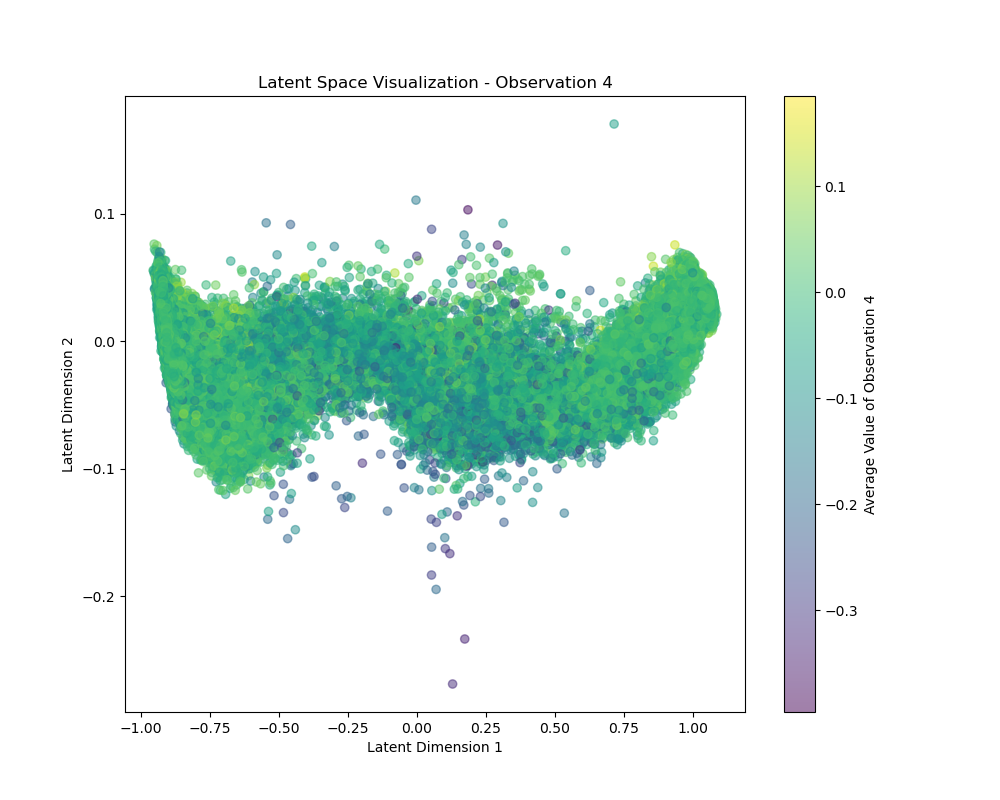 Latent Space Visualization - Observation 4
Latent Dimension 2
0.1
0.0
−0.1
−0.2
−1.00 −0.75 −0.50 −0.25 0.00 0.25 0.50 0.75 1.00
Latent Dimension 1
0.1
0.0
−0.1
−0.2
−0.3
Average Value of Observation 4